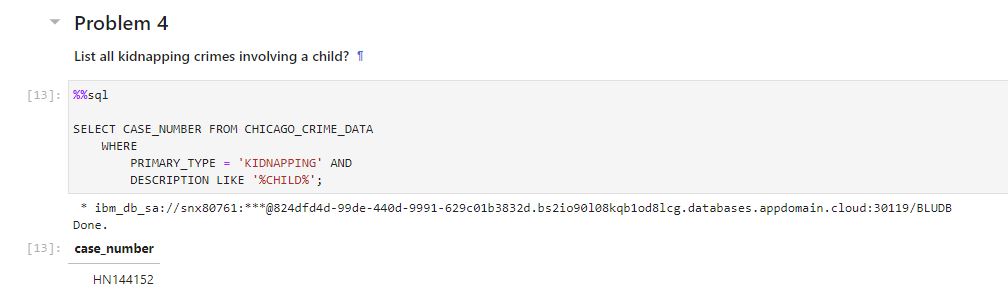 Problem 4
List all kidnapping crimes involving a child? ¶
[13]: %%sql
SELECT CASE_NUMBER FROM CHICAGO_CRIME_DATA
WHERE
PRIMARY_TYPE = 'KIDNAPPING' AND
DESCRIPTION LIKE '%CHILD%';
* ibm_db_sa://snx80761:***@824dfd4d-99de-440d-9991-629c01b3832d.bs2io90l08kqb1od8lcg.databases.appdomain.cloud:30119/BLUDB
Done.
[13]: case_number
HN144152